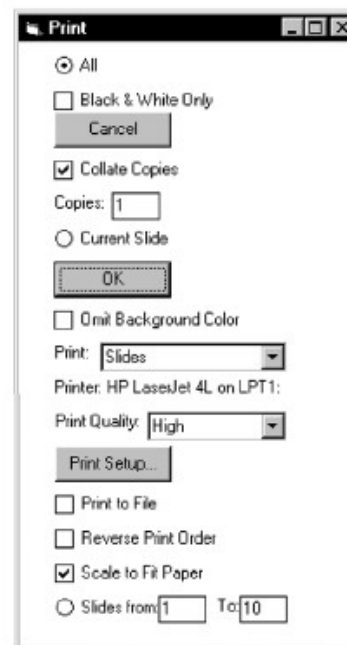 Print
All
Black & White Only
Cancel
Collate Copies
Copies: 1
Current Slide
OK
Omit Background Color
Print: Slides
Printer: HP LaserJet 4L on LPT1:
Print Quality: High
Print Setup...
Print to File
Reverse Print Order
Scale to Fit Paper
Slides from: 1 To: 10